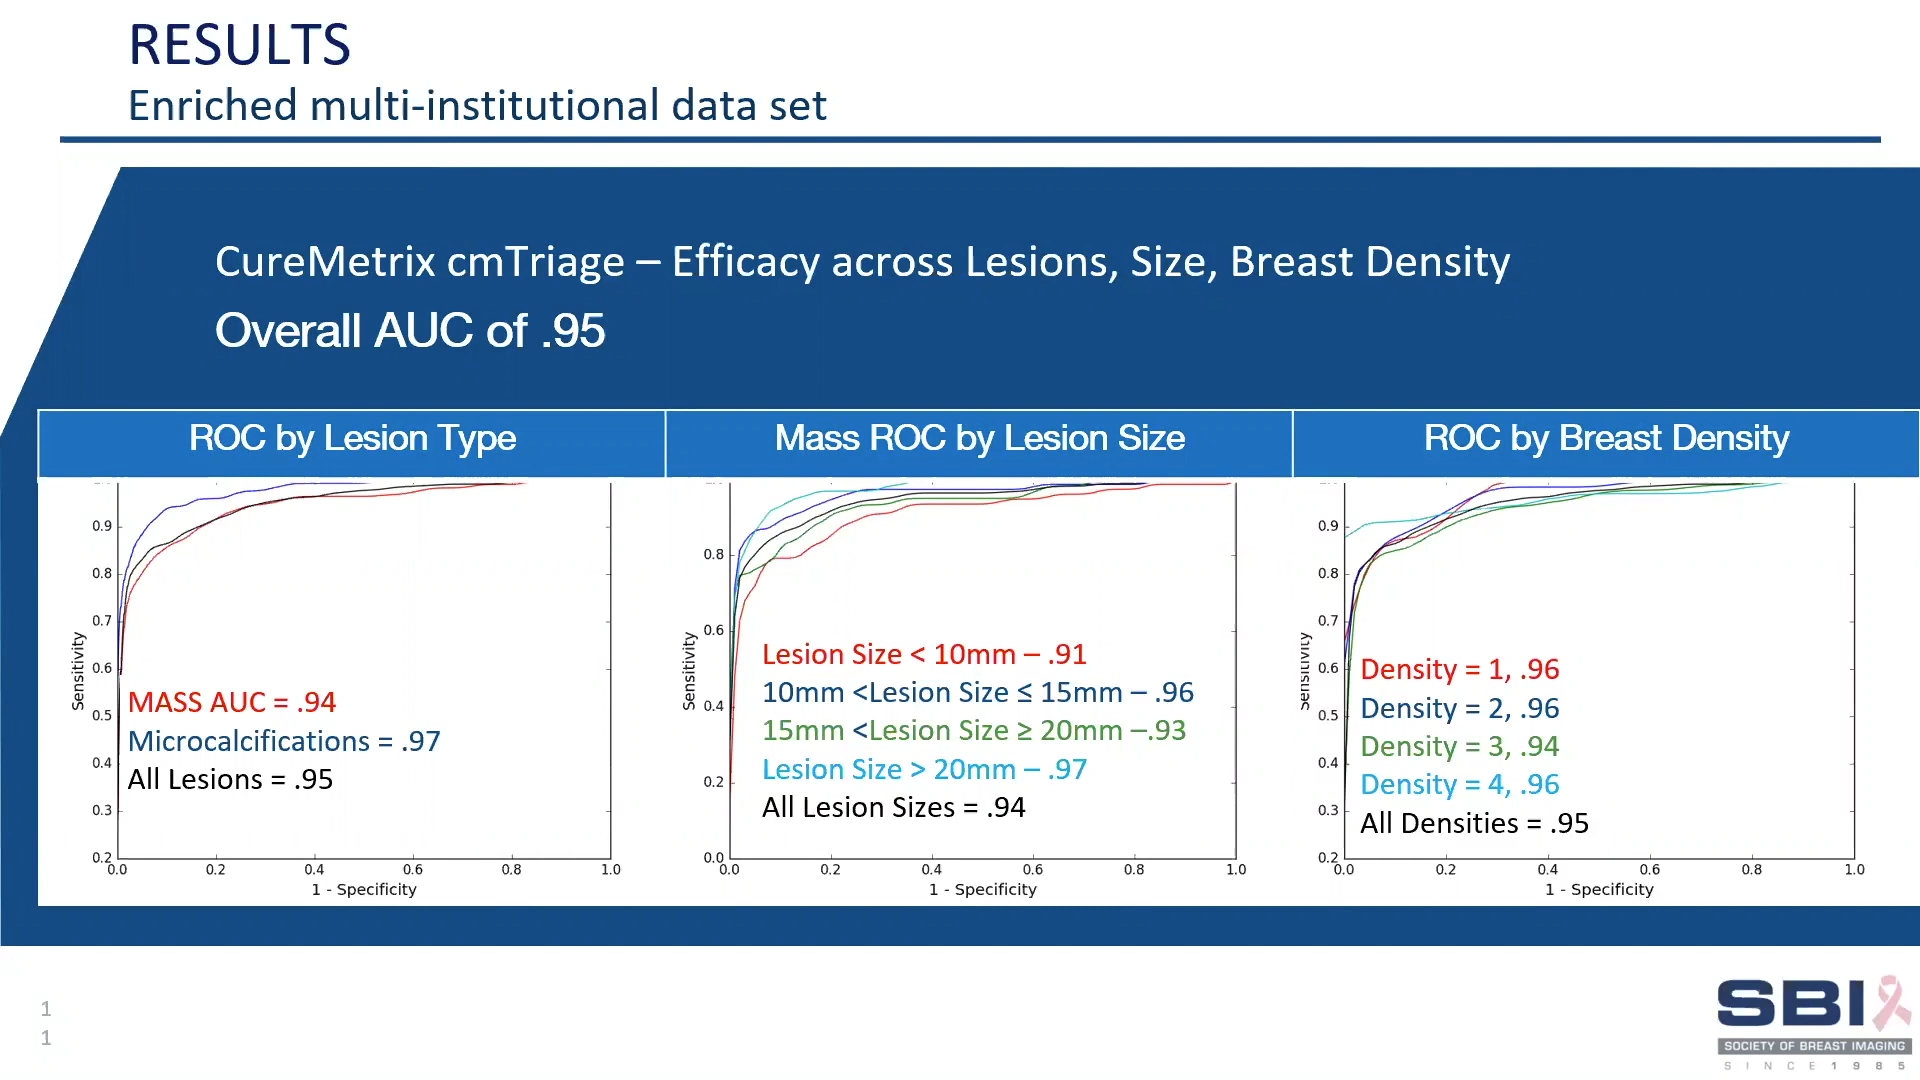 RESULTS
Enriched multi-institutional data set
CureMetrix cmTriage – Efficacy across Lesions, Size, Breast Density
Overall AUC of .95
ROC by Lesion Type
Mass ROC by Lesion Size
ROC by Breast Density
0.9
0.8
0.7
0.6
0.5
0.4
0.3
0.2
Sensitivity
MASS AUC = .94
Microcalcifications = .97
All Lesions = .95
0.0 0.2 0.4 0.6 0.8 1.0
1 - Specificity
0.8
0.6
0.4
0.2
0.0
Sensitivity
Lesion Size < 10mm – .91
10mm <Lesion Size ≤ 15mm – .96
15mm <Lesion Size ≥ 20mm –.93
Lesion Size > 20mm – .97
All Lesion Sizes = .94
0.0 0.2 0.4 0.6 0.8 1.0
1 - Specificity
0.9
0.8
0.7
0.6
0.5
0.4
0.3
0.2
Sensitivity
Density = 1, .96
Density = 2, .96
Density = 3, .94
Density = 4, .96
All Densities = .95
0.0 0.2 0.4 0.6 0.8 1.0
1 - Specificity
1
1
SBI
SOCIETY OF BREAST IMAGING
SINCE 1985